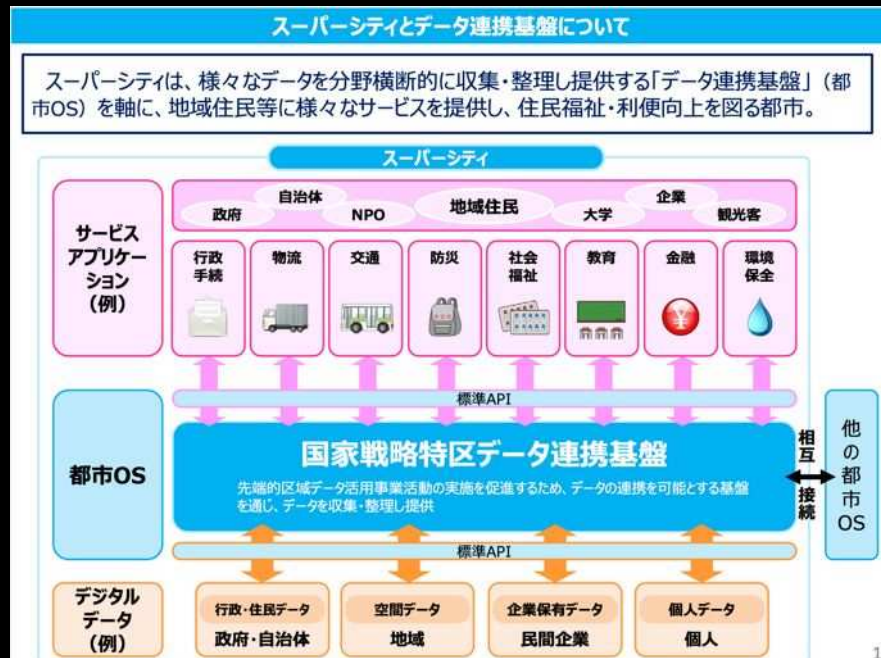 スーパーシティとデータ連携基盤について
スーパーシティは、様々なデータを分野横断的に収集・整理し提供する「データ連携基盤」（都
市OS）を軸に、地域住民等に様々なサービスを提供し、住民福祉・利便向上を図る都市。
スーパーシティ
サービス
アプリケー
ション
（例）
政府
自治体
NPO
地域住民
大学
企業
観光客
行政
手続
物流
交通
防災
社会
福祉
教育
金融
環境
保全
標準API
都市OS
国家戦略特区データ連携基盤
先端的区域データ活用事業活動の実施を促進するため、データの連携を可能とする基盤
を通じ、データを収集・整理し提供
相互
接続
他の都市OS
標準API
デジタル
データ
（例）
行政・住民データ
政府・自治体
空間データ
地域
企業保有データ
民間企業
個人データ
個人
1